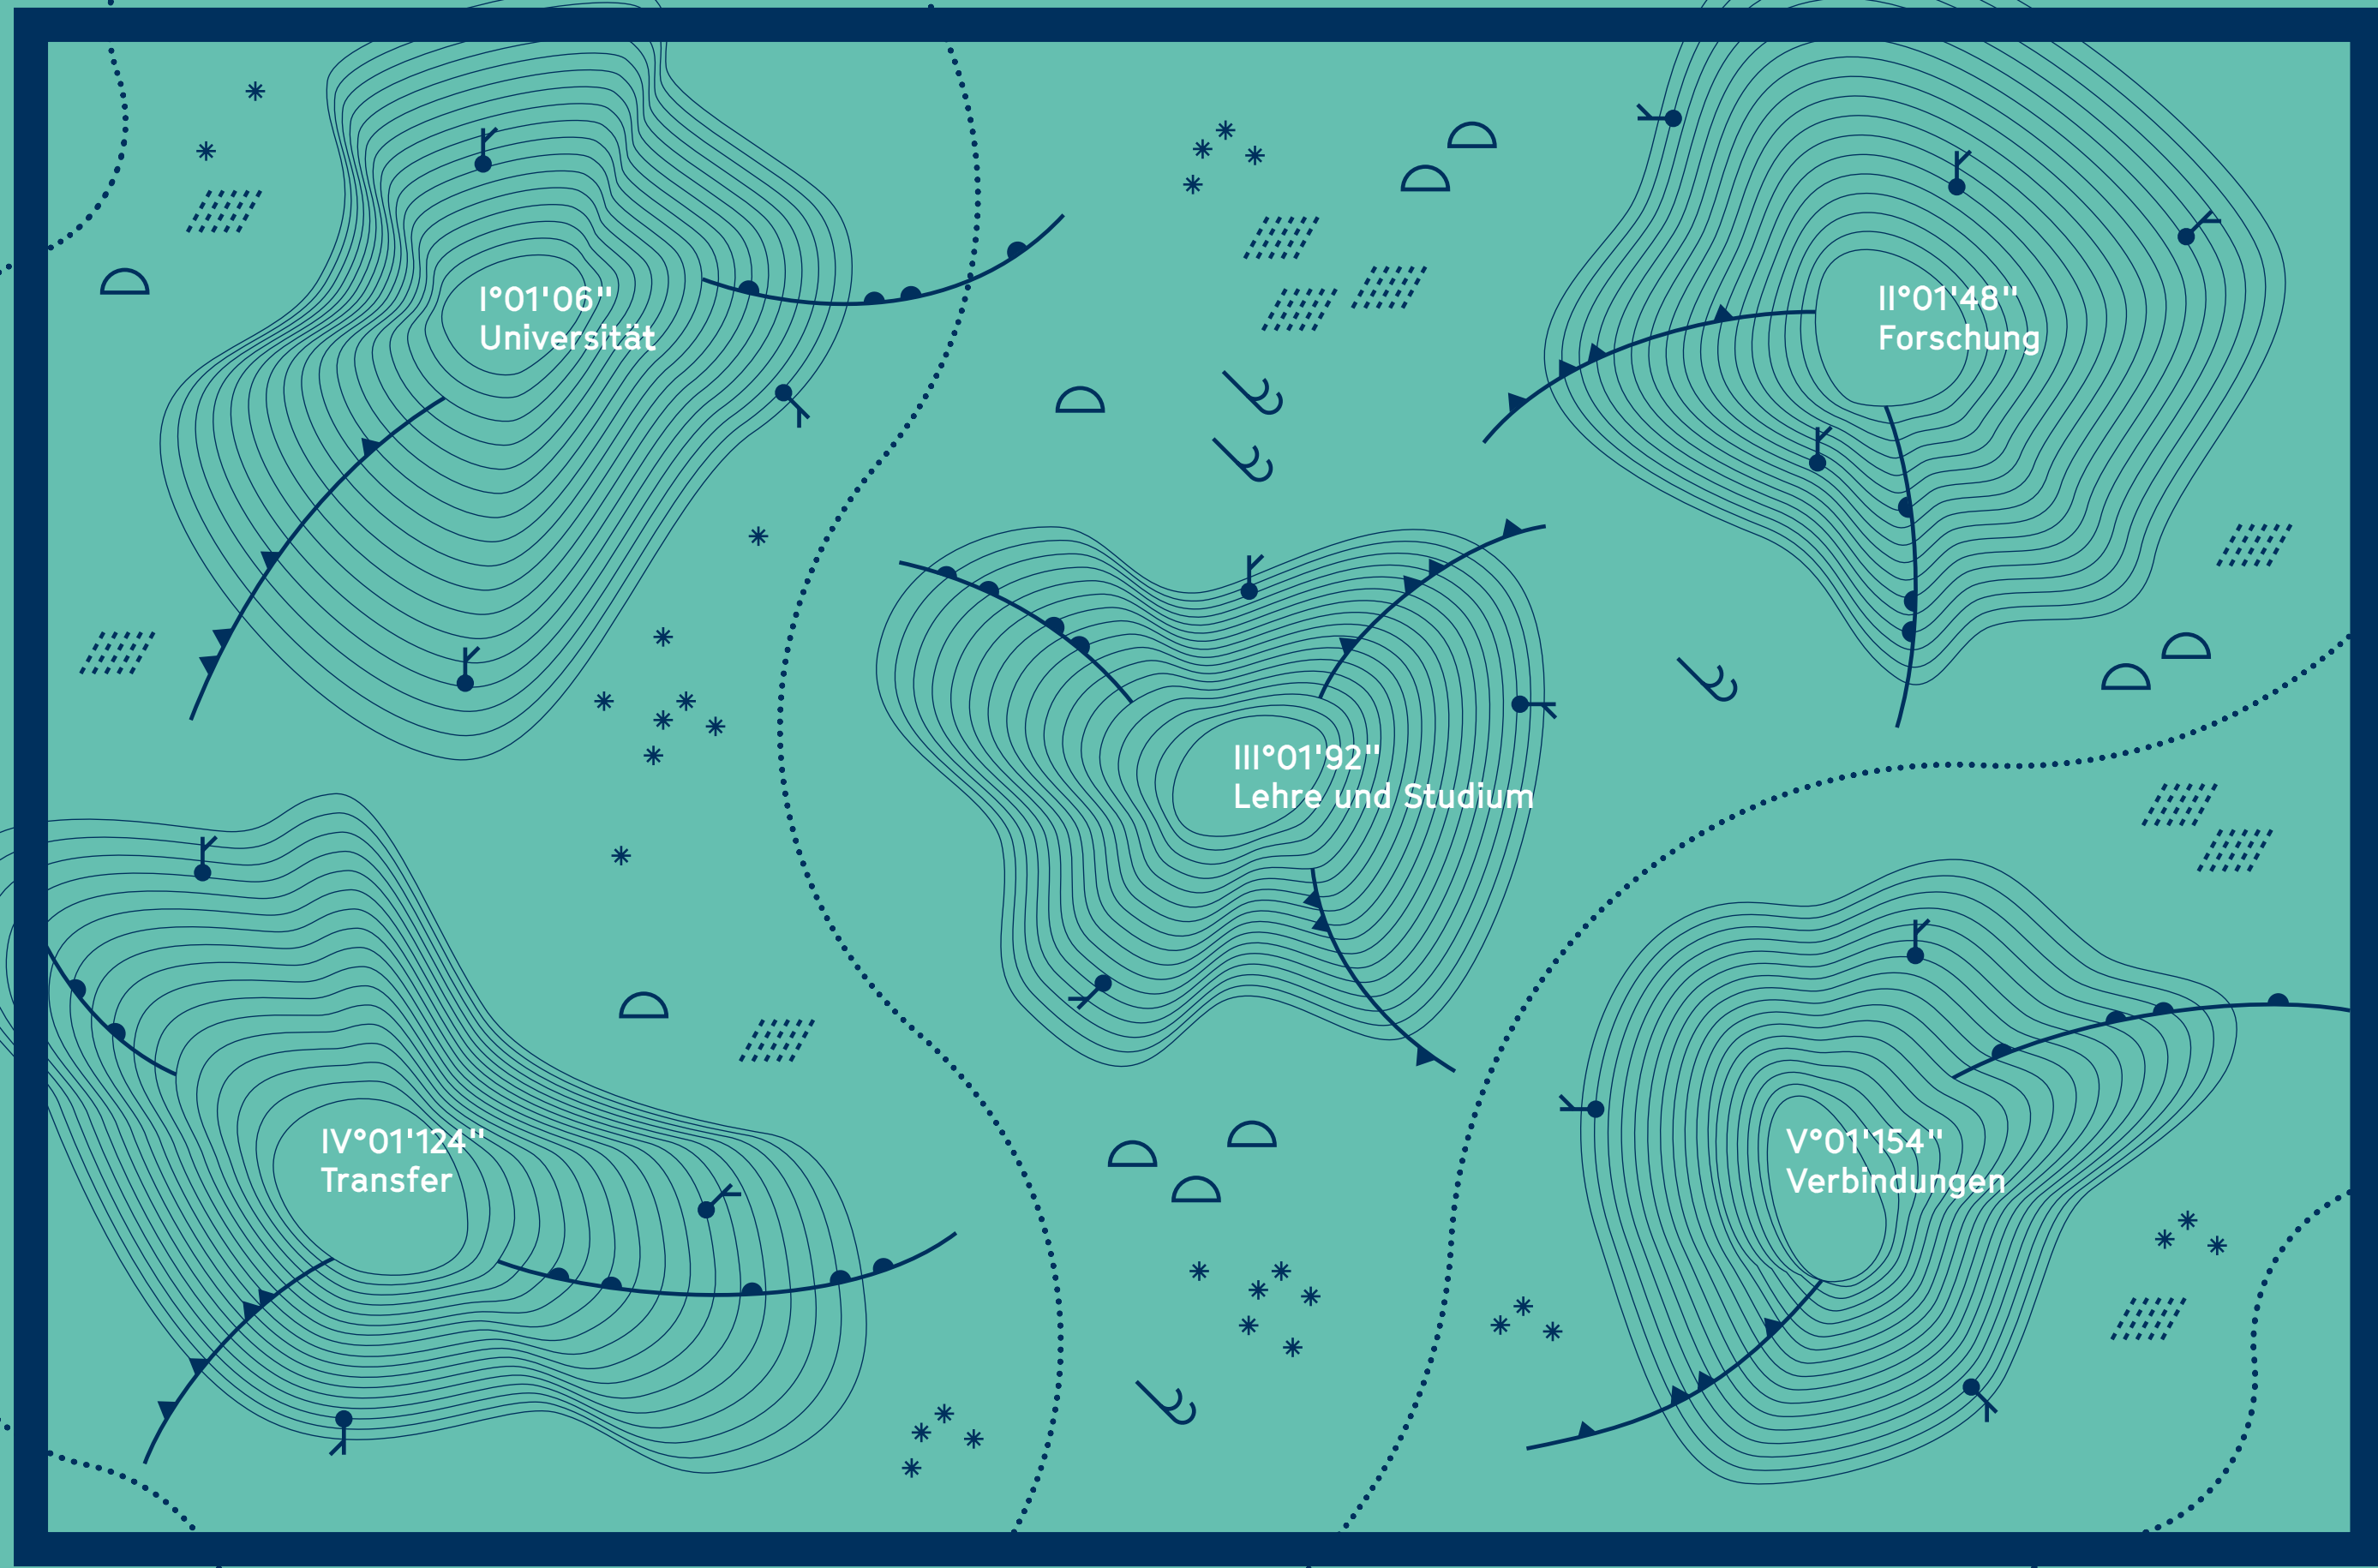 I°01'06"
Universität
II°01'48"
Forschung
III°01'92"
Lehre und Studium
IV°01'124"
Transfer
V°01'154"
Verbindungen